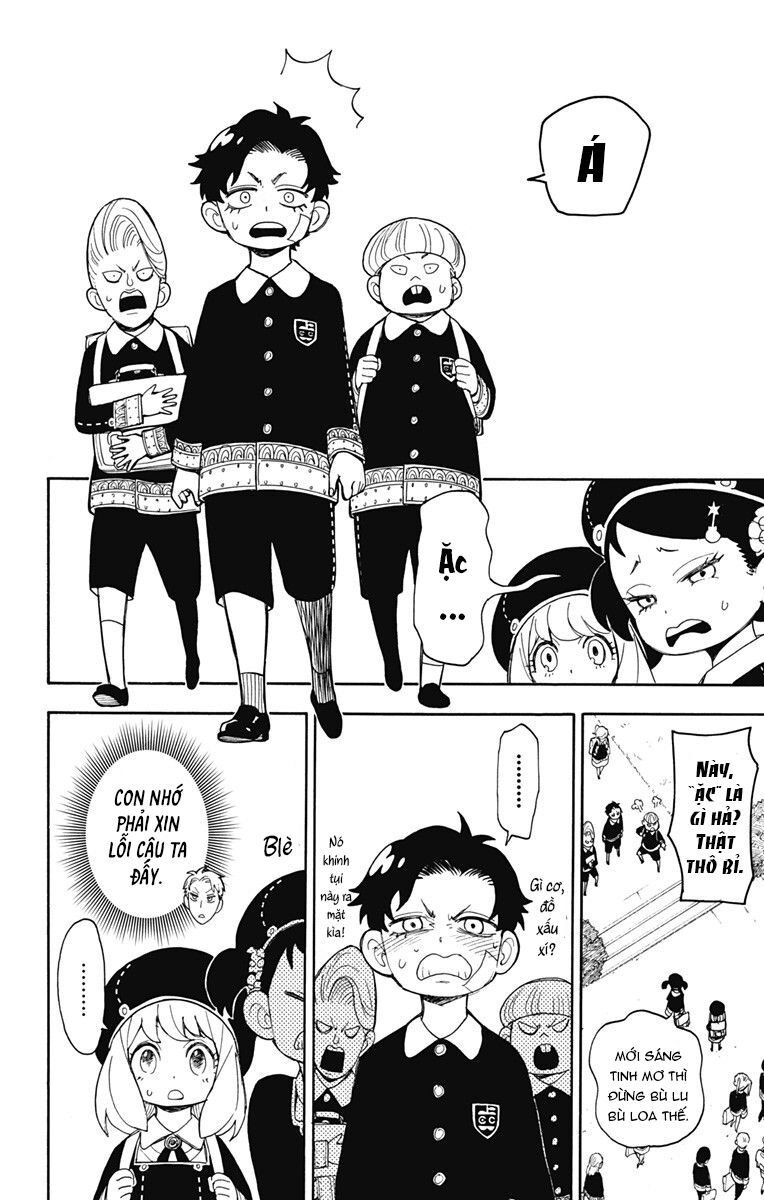 Á
Ặc
...
Này,
"ặc" là
gì hả?
Thật
thô bỉ.
Mới sáng
tinh mơ thì
đừng bù lu
bù loa thế.
.........
Gì cơ,
đồ
xấu
xí?
Nó
khinh
tụi
này ra
mặt
kìa!
Con nhớ
phải xin
lỗi cậu ta
đấy.
Blè
.........